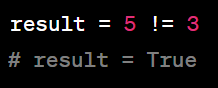 result = 5 != 3
# result = True